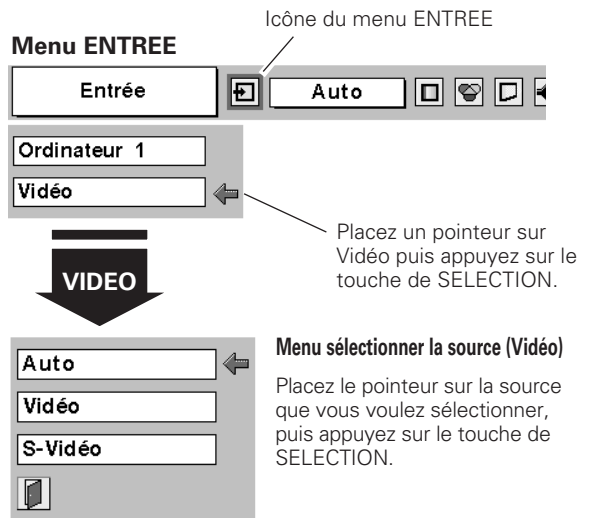 Icône du menu ENTREE
Menu ENTREE
Entrée
Auto
Ordinateur 1
Vidéo
Placez un pointeur sur
Vidéo puis appuyez sur le
touche de SELECTION.
VIDEO
Menu sélectionner la source (Vidéo)
Auto
Placez le pointeur sur la source
que vous voulez sélectionner,
puis appuyez sur le touche de
SELECTION.
Vidéo
S-Vidéo